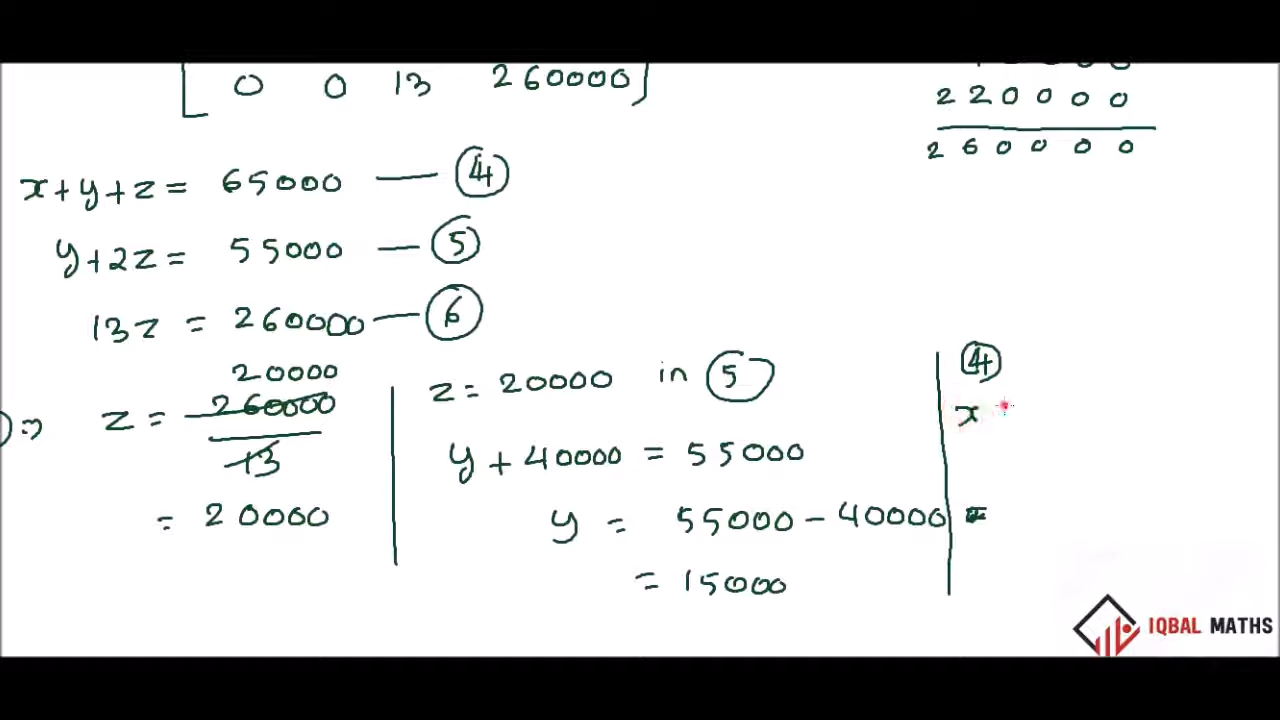 0 0 13 260000
220000
260000
x+y+z = 65000 — ④
y+2z = 55000 — ⑤
13z = 260000 — ⑥
20000
⇒ z = 260000
13
= 20000
z = 20000 in ⑤
y + 40000 = 55000
y = 55000 - 40000 =
= 15000
④
x
IQBAL MATHS